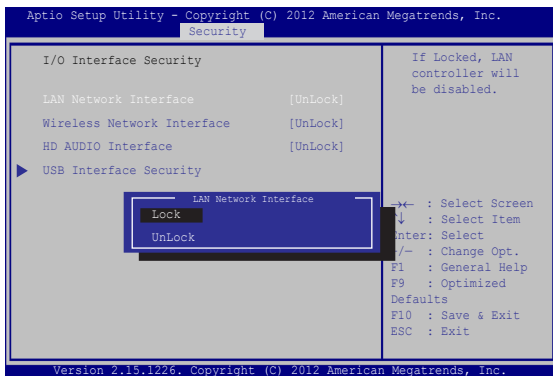 Aptio Setup Utility - Copyright (C) 2012 American Megatrends, Inc.
Security
I/O Interface Security
LAN Network Interface [UnLock]
Wireless Network Interface [UnLock]
HD AUDIO Interface [UnLock]
USB Interface Security
If Locked, LAN
controller will
be disabled.
LAN Network Interface
Lock
UnLock
→← : Select Screen
↑↓ : Select Item
Enter: Select
+/— : Change Opt.
F1 : General Help
F9 : Optimized
Defaults
F10 : Save & Exit
ESC : Exit
Version 2.15.1226. Copyright (C) 2012 American Megatrends, Inc.